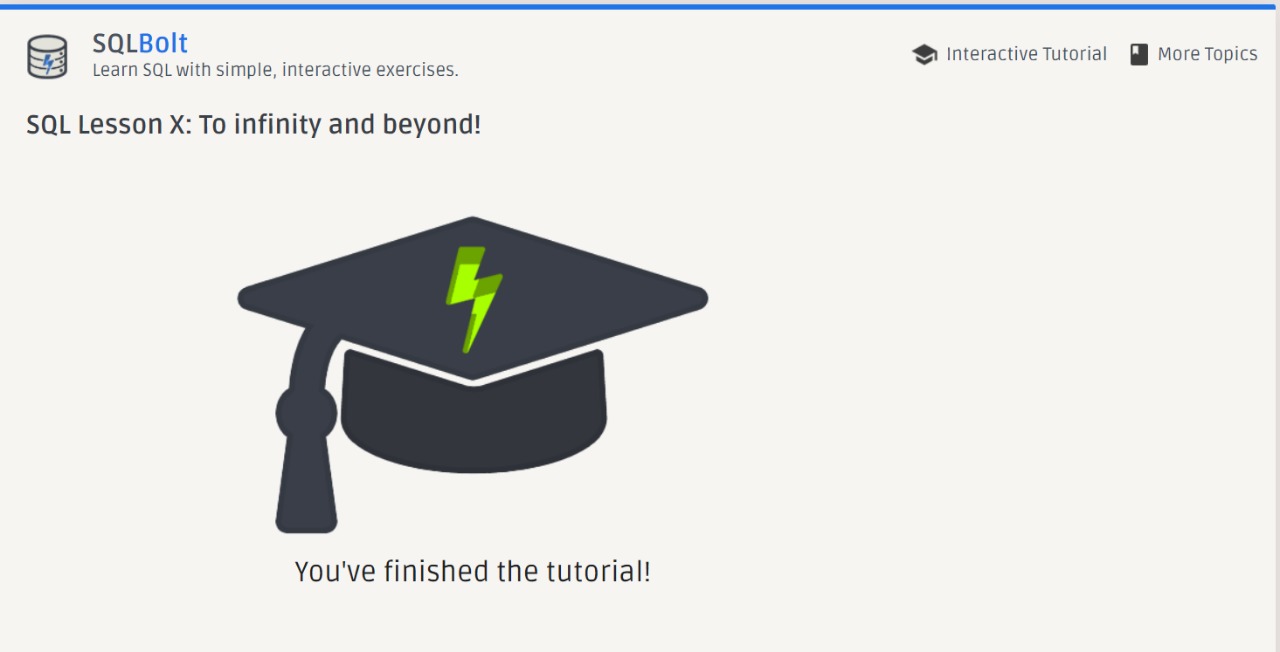 SQLBolt
Learn SQL with simple, interactive exercises.
Interactive Tutorial
More Topics
SQL Lesson X: To infinity and beyond!
You've finished the tutorial!